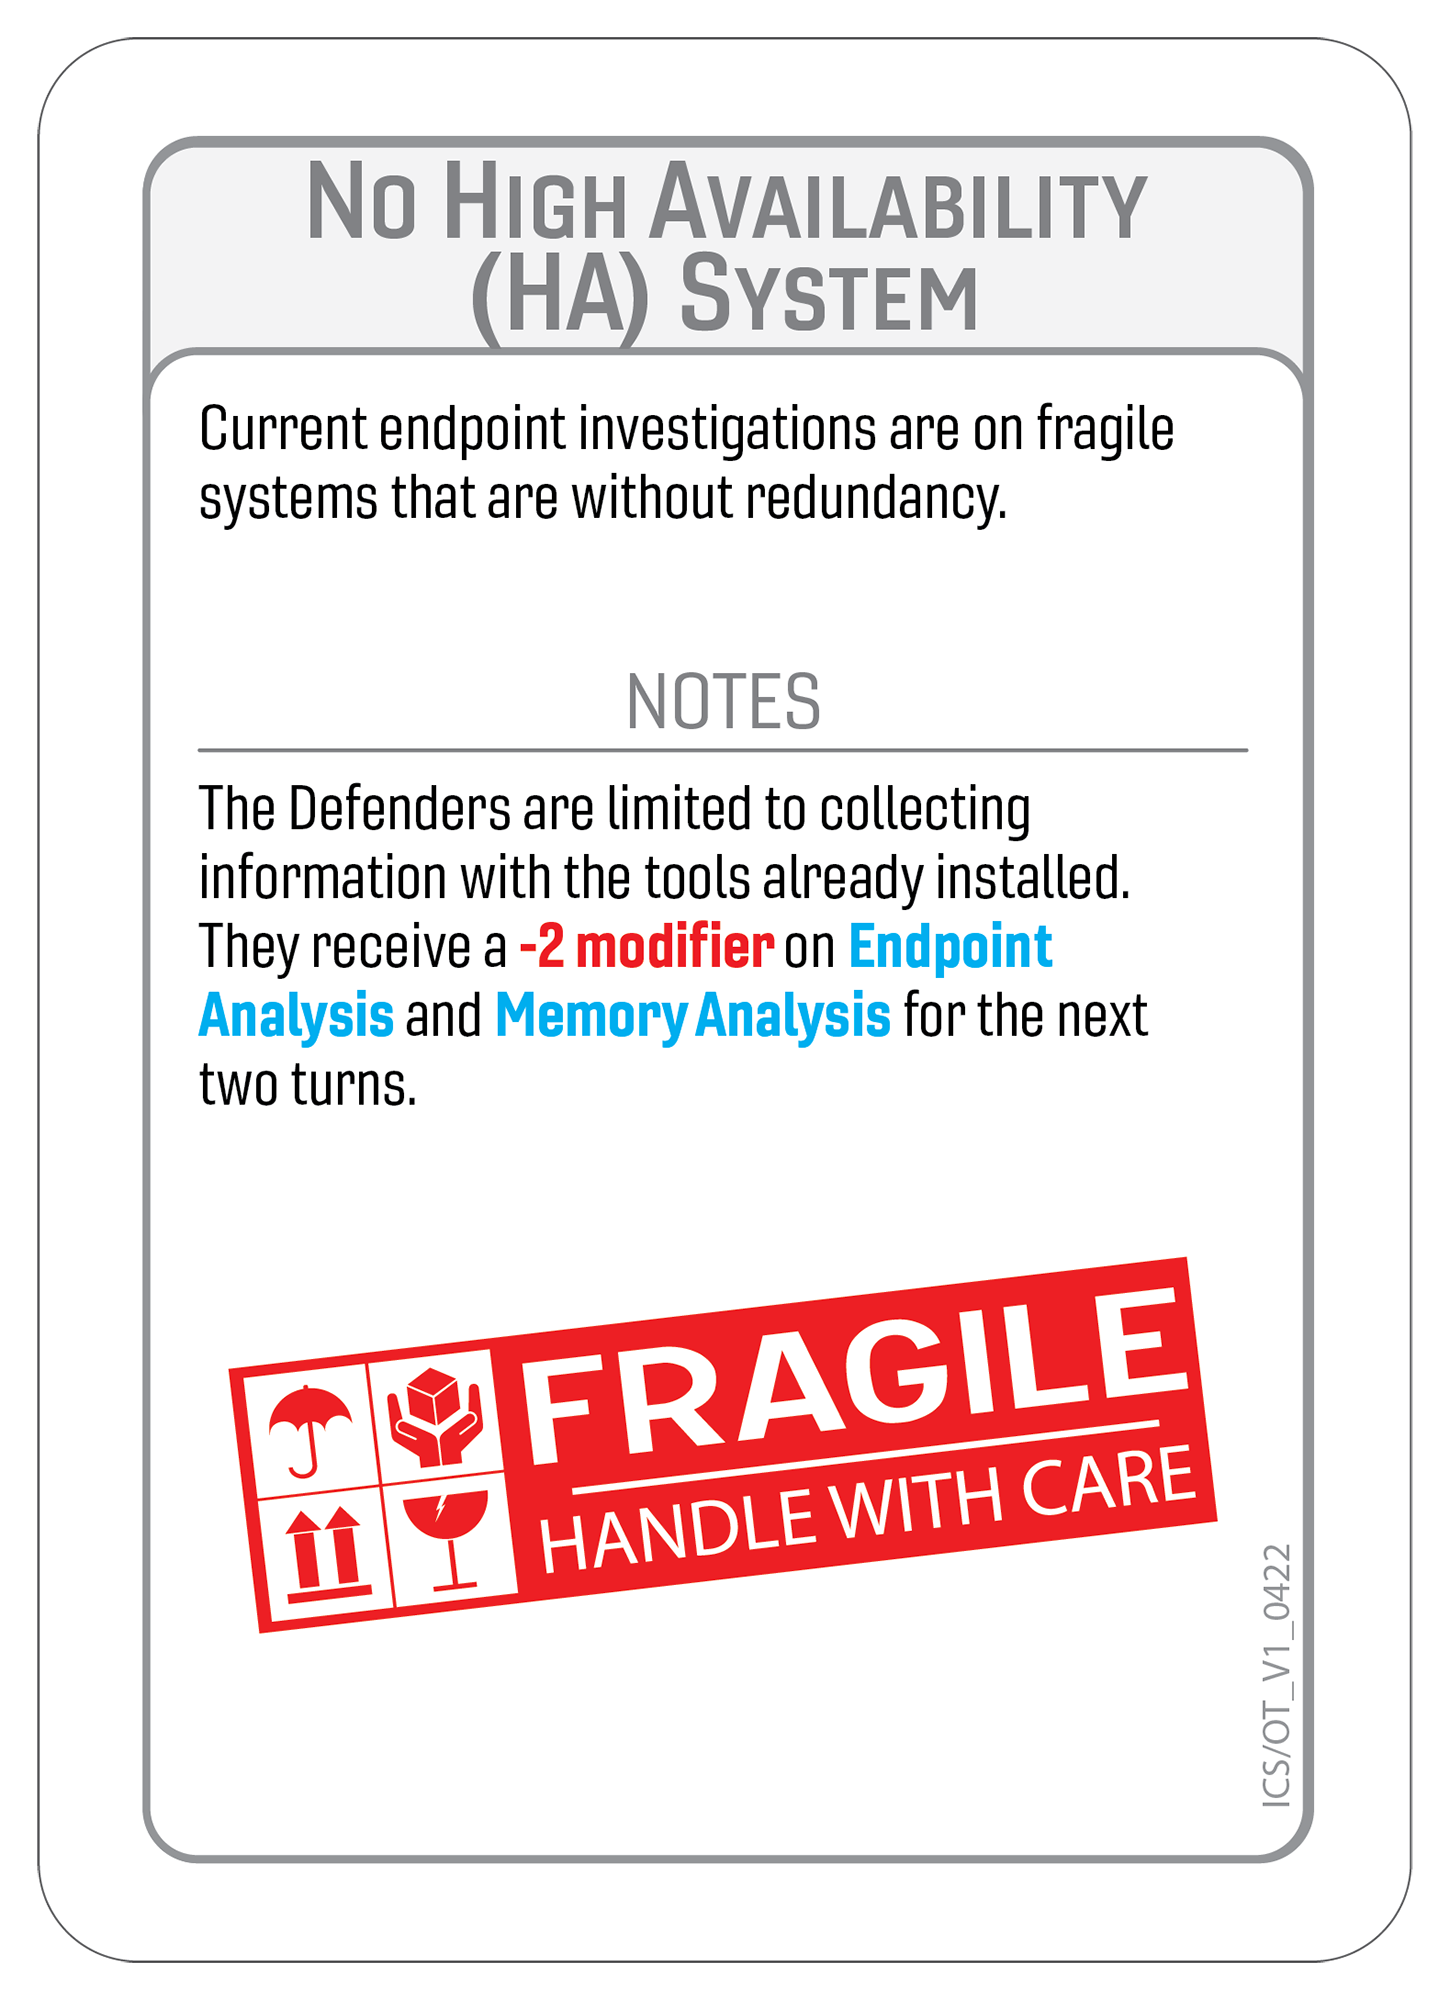 No High Availability
(HA) System
Current endpoint investigations are on fragile
systems that are without redundancy.
NOTES
The Defenders are limited to collecting
information with the tools already installed.
They receive a -2 modifier on Endpoint
Analysis and Memory Analysis for the next
two turns.
FRAGILE
HANDLE WITH CARE
ICS/OT_V1_0422